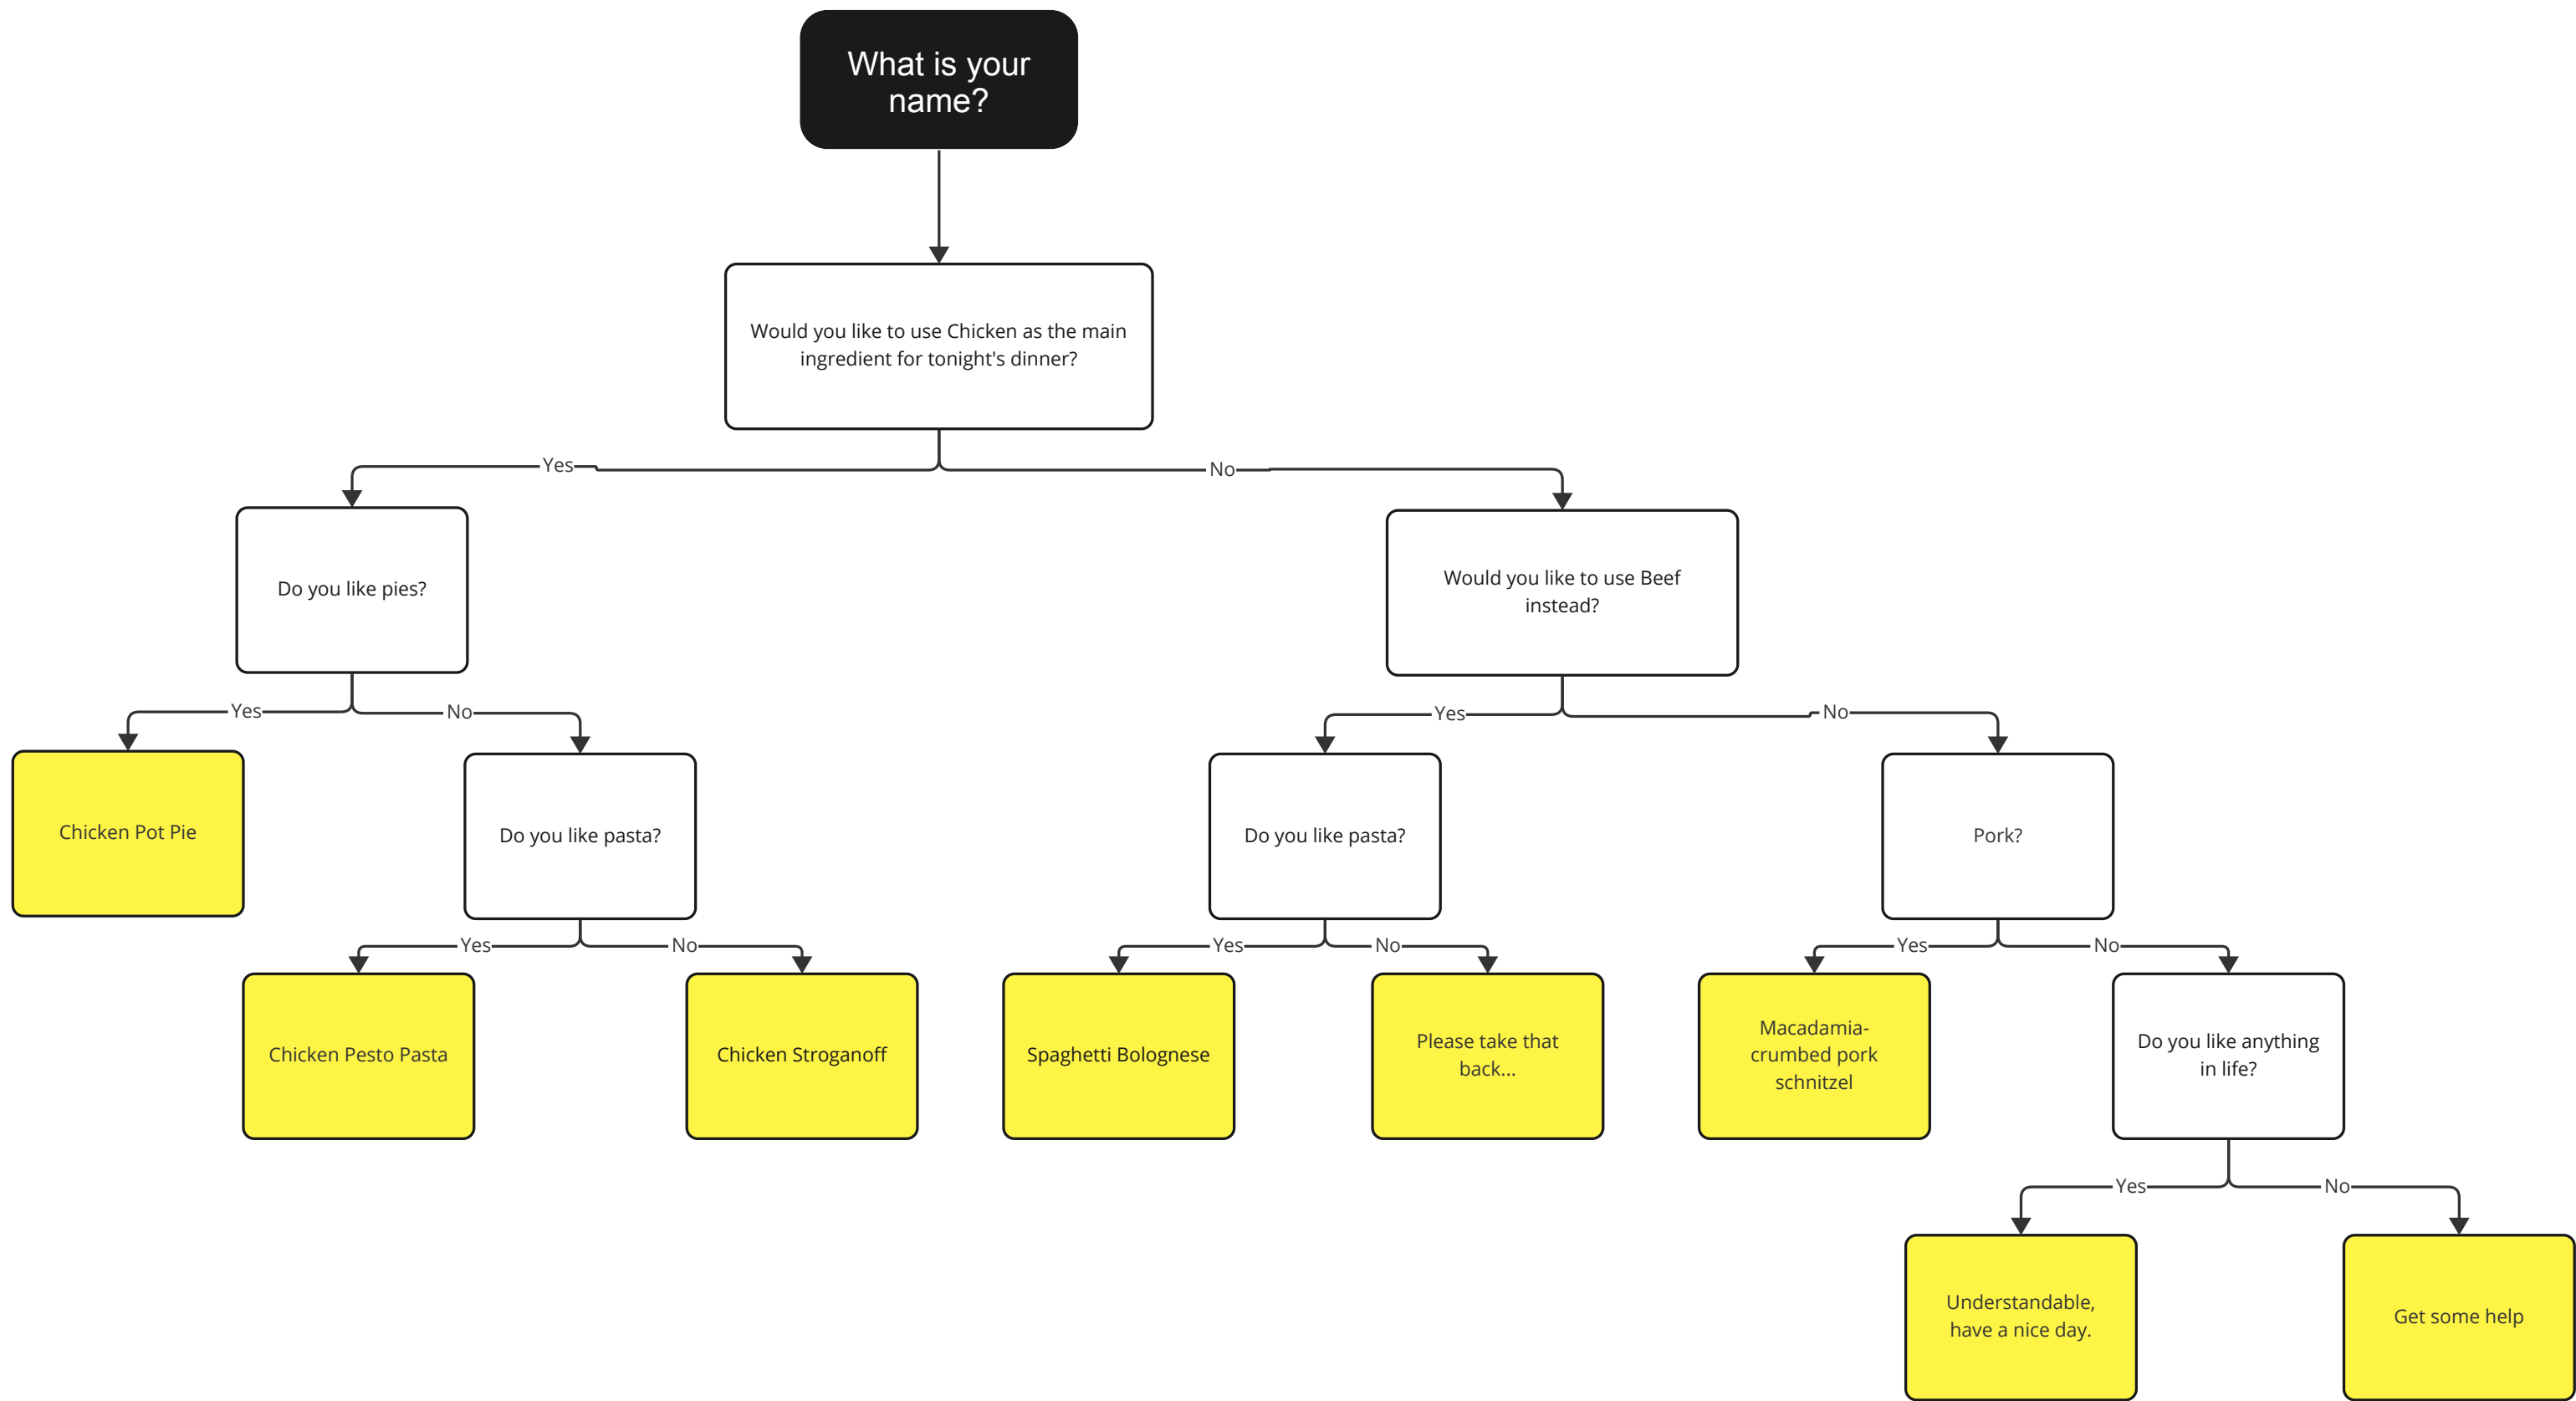 What is your
name?
Would you like to use Chicken as the main
ingredient for tonight's dinner?
Yes
No
Do you like pies?
Would you like to use Beef
instead?
Yes
No
Yes
No
Chicken Pot Pie
Do you like pasta?
Do you like pasta?
Pork?
Yes
No
Yes
No
Yes
No
Chicken Pesto Pasta
Chicken Stroganoff
Spaghetti Bolognese
Please take that
back...
Macadamia-
crumbed pork
schnitzel
Do you like anything
in life?
Yes
No
Understandable,
have a nice day.
Get some help